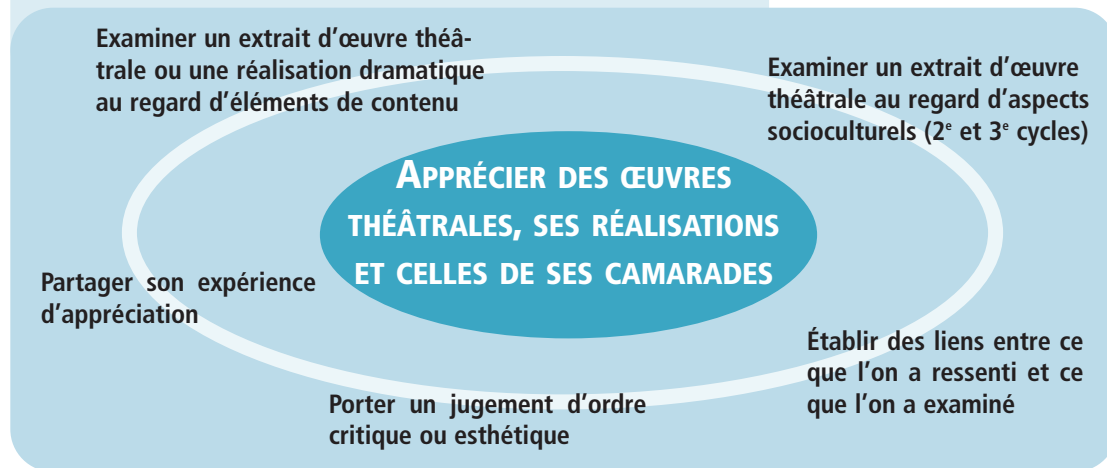 Examiner un extrait d'œuvre théâ-
trale ou une réalisation dramatique
au regard d'éléments de contenu
Examiner un extrait d'œuvre
théâtrale au regard d'aspects
socioculturels (2e et 3e cycles)
APPRÉCIER DES ŒUVRES
THÉÂTRALES, SES RÉALISATIONS
ET CELLES DE SES CAMARADES
Partager son expérience
d'appréciation
Établir des liens entre ce
que l'on a ressenti et ce
que l'on a examiné
Porter un jugement d'ordre
critique ou esthétique